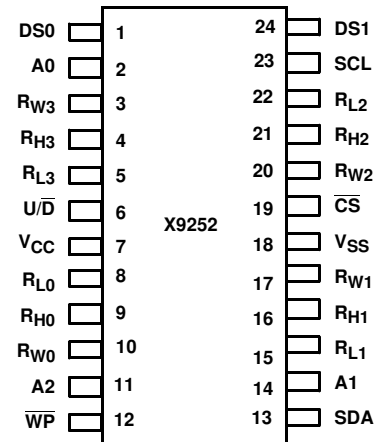 DS0 1 24 DS1
A0 2 23 SCL
RW3 3 22 RL2
RH3 4 21 RH2
RL3 5 20 RW2
U/D̅ 6 19 C̅S̅
VCC 7 X9252 18 VSS
RL0 8 17 RW1
RH0 9 16 RH1
RW0 10 15 RL1
A2 11 14 A1
W̅P̅ 12 13 SDA